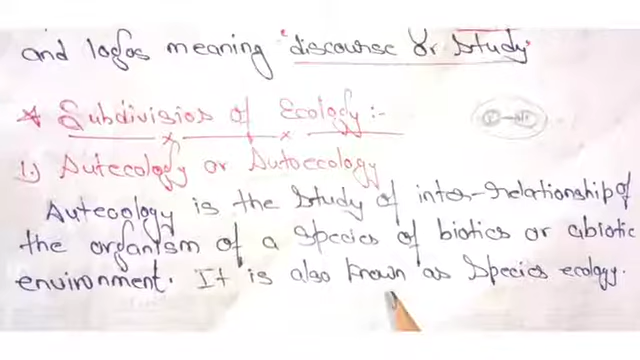 and logos meaning 'discourse or study'
* Subdivisios of Ecology :-
1.) Autecology or Autoecology
Autecology is the study of inter-relationship of
the organism of a species of biotics or abiotic
environment. It is also known as species ecology.